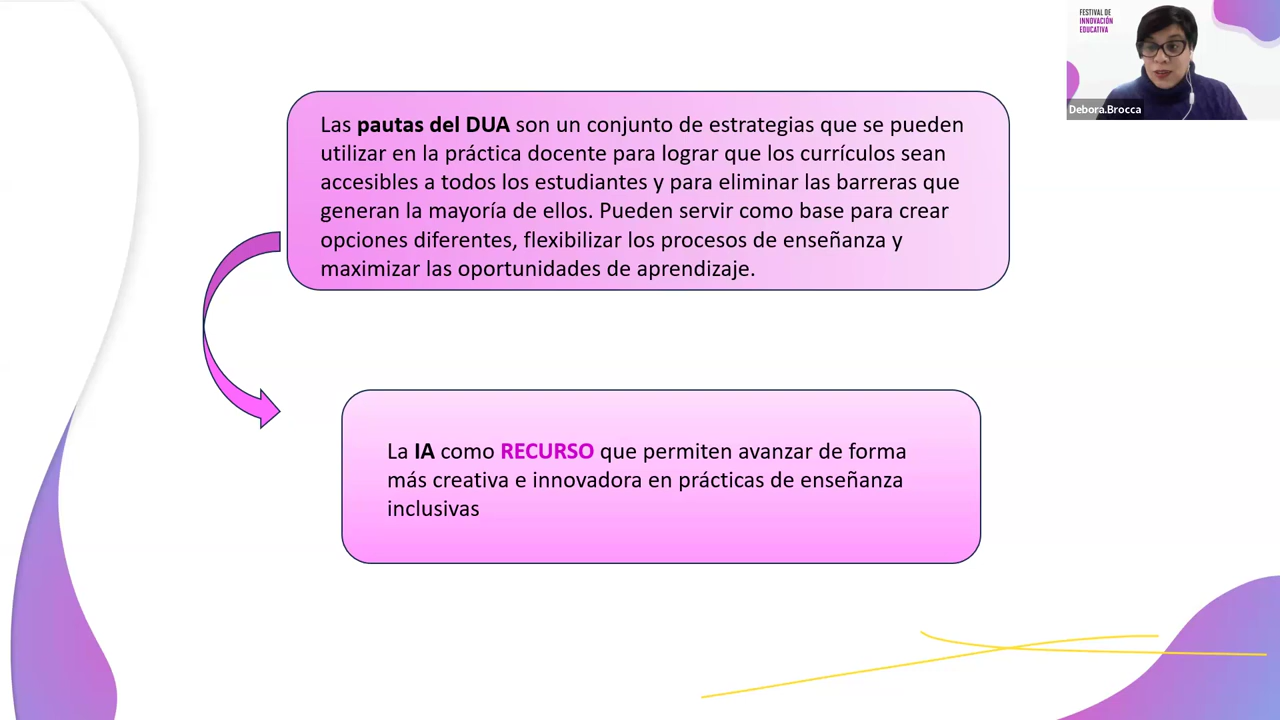 FESTIVAL DE
INNOVACIÓN
EDUCATIVA
Debora.Brocca
Las pautas del DUA son un conjunto de estrategias que se pueden
utilizar en la práctica docente para lograr que los currículos sean
accesibles a todos los estudiantes y para eliminar las barreras que
generan la mayoría de ellos. Pueden servir como base para crear
opciones diferentes, flexibilizar los procesos de enseñanza y
maximizar las oportunidades de aprendizaje.
La IA como RECURSO que permiten avanzar de forma
más creativa e innovadora en prácticas de enseñanza
inclusivas